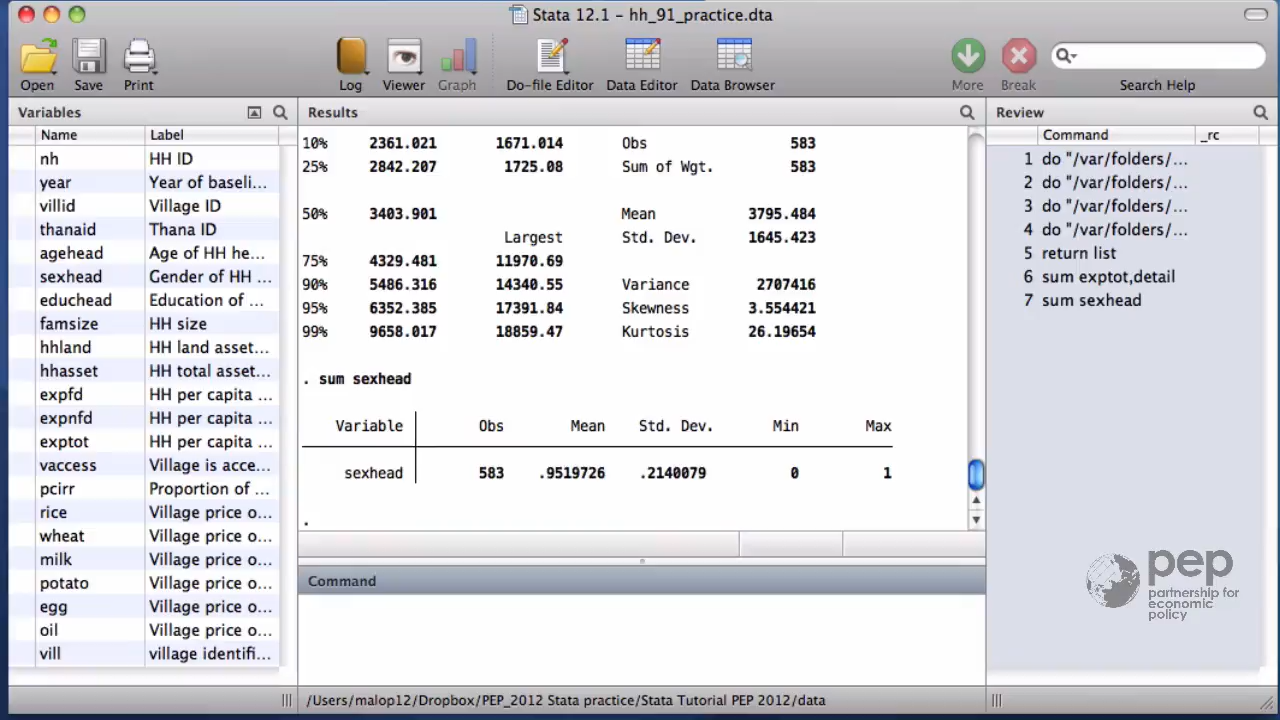 Stata 12.1 – hh_91_practice.dta
Open Save Print Log Viewer Graph Do-file Editor Data Editor Data Browser More Break Search Help
Variables
Name Label
nh HH ID
year Year of baseli...
villid Village ID
thanaid Thana ID
agehead Age of HH he...
sexhead Gender of HH ...
educhead Education of ...
famsize HH size
hhland HH land asset...
hhasset HH total asset...
expfd HH per capita ...
expnfd HH per capita ...
exptot HH per capita ...
vaccess Village is acce...
pcirr Proportion of ...
rice Village price o...
wheat Village price o...
milk Village price o...
potato Village price o...
egg Village price o...
oil Village price o...
vill village identifi...
Results
10% 2361.021 1671.014 Obs 583
25% 2842.207 1725.08 Sum of Wgt. 583
50% 3403.901 Mean 3795.484
Largest Std. Dev. 1645.423
75% 4329.481 11970.69
90% 5486.316 14340.55 Variance 2707416
95% 6352.385 17391.84 Skewness 3.554421
99% 9658.017 18859.47 Kurtosis 26.19654
. sum sexhead
Variable Obs Mean Std. Dev. Min Max
sexhead 583 .9519726 .2140079 0 1
.
Command
Review
Command _rc
1 do "/var/folders/...
2 do "/var/folders/...
3 do "/var/folders/...
4 do "/var/folders/...
5 return list
6 sum exptot,detail
7 sum sexhead
pep
partnership for
economic
policy
/Users/malop12/Dropbox/PEP_2012 Stata practice/Stata Tutorial PEP 2012/data